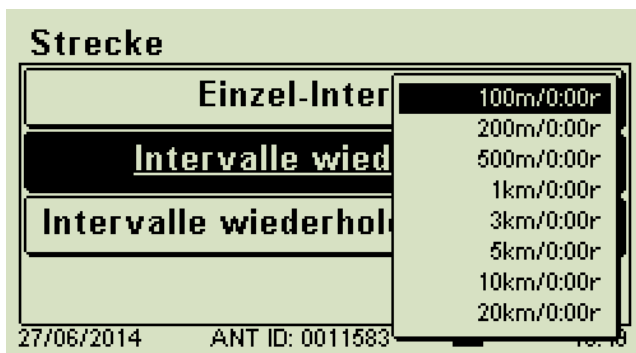 Strecke
Einzel-Inter
Intervalle wied
Intervalle wiederhol
100m/0:00r
200m/0:00r
500m/0:00r
1km/0:00r
3km/0:00r
5km/0:00r
10km/0:00r
20km/0:00r
27/06/2014 ANT ID: 0011583